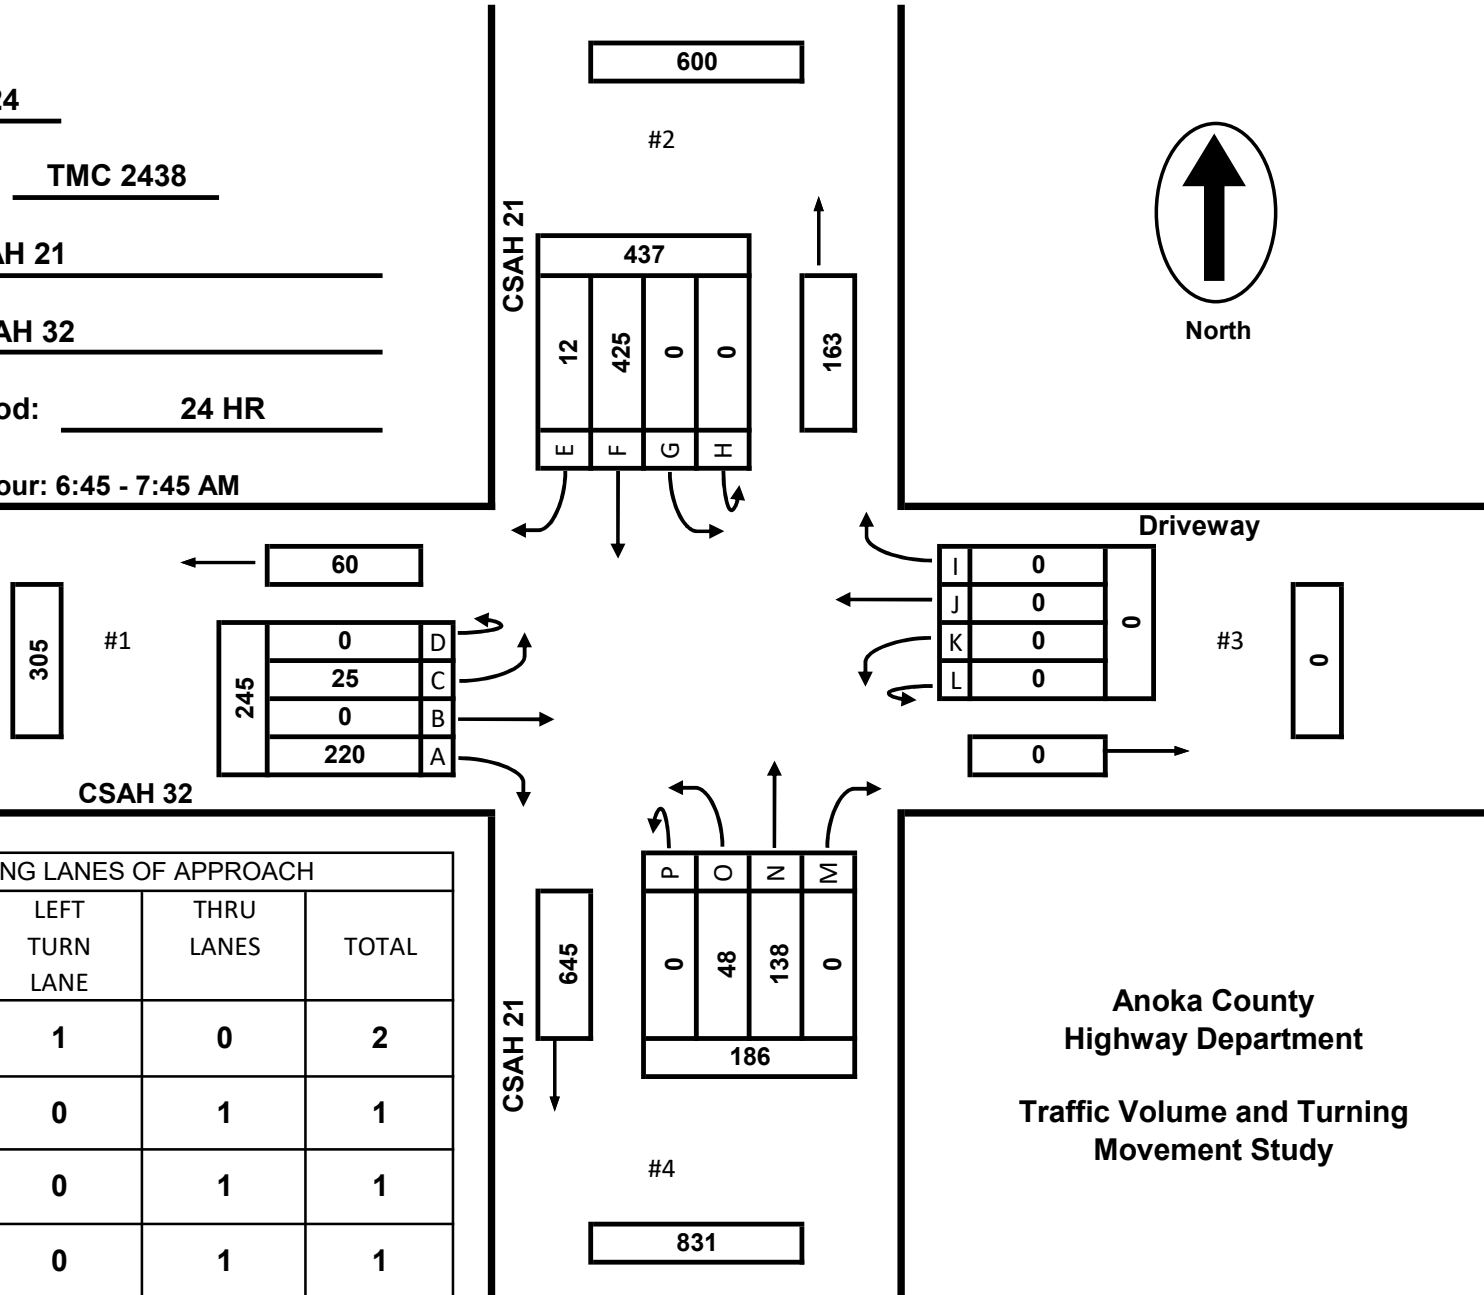 24
TMC 2438
AH 21
AH 32
od: 24 HR
our: 6:45 - 7:45 AM
600
#2
CSAH 21
437
12 425 0 0
E F G H
163
North
Driveway
I 0
J 0
K 0
L 0
0
#3
0
0
60
305
#1
245
0 D
25 C
0 B
220 A
CSAH 32
P O N M
0 48 138 0
186
645
CSAH 21
#4
831
NG LANES OF APPROACH
LEFT
TURN
LANE
THRU
LANES
TOTAL
1 0 2
0 1 1
0 1 1
0 1 1
Anoka County
Highway Department
Traffic Volume and Turning
Movement Study